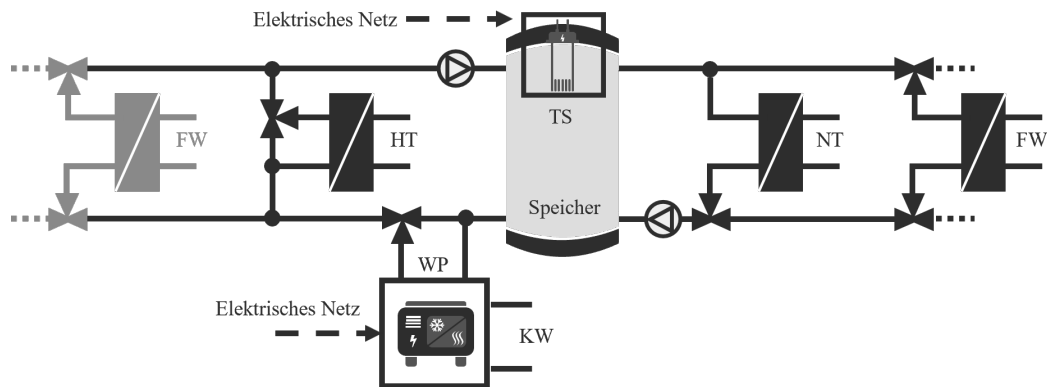 Elektrisches Netz
TS
FW
HT
NT
FW
Speicher
WP
Elektrisches Netz
KW